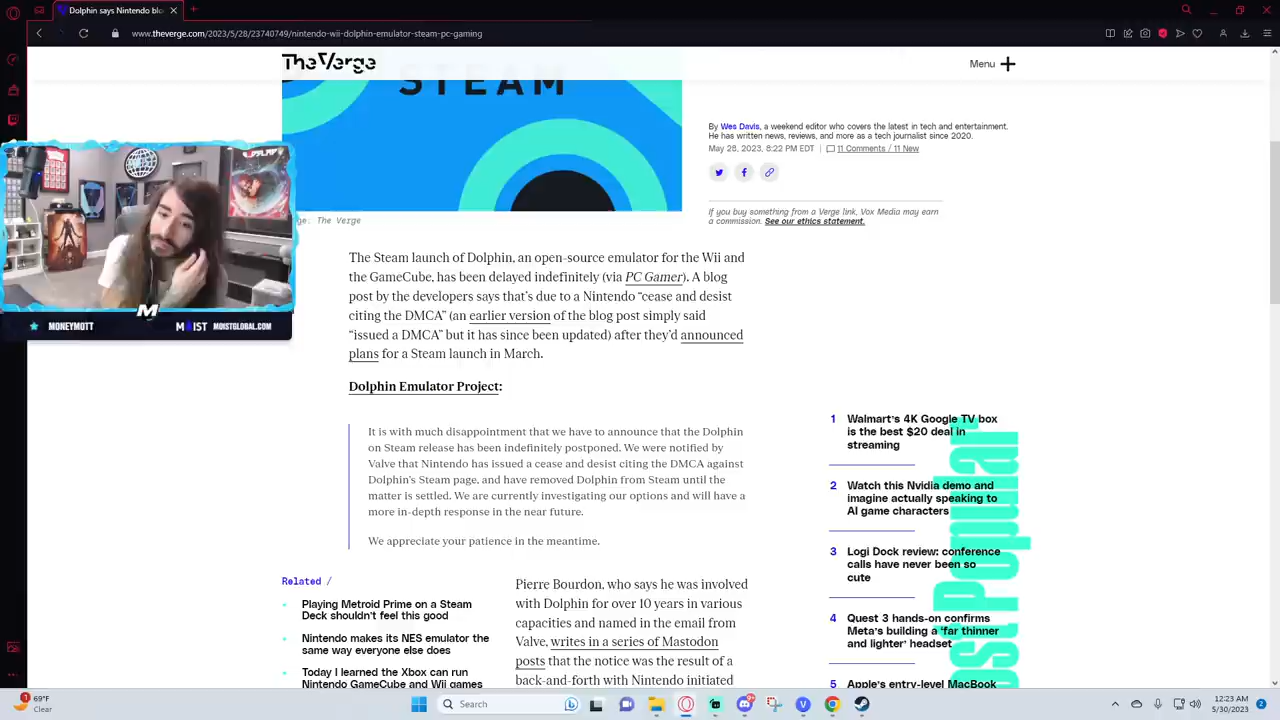 Dolphin says Nintendo bloc
www.theverge.com/2023/5/28/23740749/nintendo-wii-dolphin-emulator-steam-pc-gaming
TheVerge
Menu
STEAM
By Wes Davis, a weekend editor who covers the latest in tech and entertainment.
He has written news, reviews, and more as a tech journalist since 2020.
May 28, 2023, 8:22 PM EDT | 11 Comments / 11 New
If you buy something from a Verge link, Vox Media may earn
a commission. See our ethics statement.
ge: The Verge
M
MONEYMOTT
MOIST MOISTGLOBAL.COM
The Steam launch of Dolphin, an open-source emulator for the Wii and
the GameCube, has been delayed indefinitely (via PC Gamer). A blog
post by the developers says that's due to a Nintendo “cease and desist
citing the DMCA” (an earlier version of the blog post simply said
“issued a DMCA” but it has since been updated) after they'd announced
plans for a Steam launch in March.
Dolphin Emulator Project:
It is with much disappointment that we have to announce that the Dolphin
on Steam release has been indefinitely postponed. We were notified by
Valve that Nintendo has issued a cease and desist citing the DMCA against
Dolphin's Steam page, and have removed Dolphin from Steam until the
matter is settled. We are currently investigating our options and will have a
more in-depth response in the near future.
We appreciate your patience in the meantime.
Related /
Playing Metroid Prime on a Steam
Deck shouldn't feel this good
Nintendo makes its NES emulator the
same way everyone else does
Today I learned the Xbox can run
Nintendo GameCube and Wii games
Pierre Bourdon, who says he was involved
with Dolphin for over 10 years in various
capacities and named in the email from
Valve, writes in a series of Mastodon
posts that the notice was the result of a
back-and-forth with Nintendo initiated
Most Popular
1 Walmart's 4K Google TV box
is the best $20 deal in
streaming
2 Watch this Nvidia demo and
imagine actually speaking to
AI game characters
3 Logi Dock review: conference
calls have never been so
cute
4 Quest 3 hands-on confirms
Meta's building a ‘far thinner
and lighter’ headset
5 Apple's entry-level MacBook
1
69°F
Clear
Search
9+
12:23 AM
5/30/2023